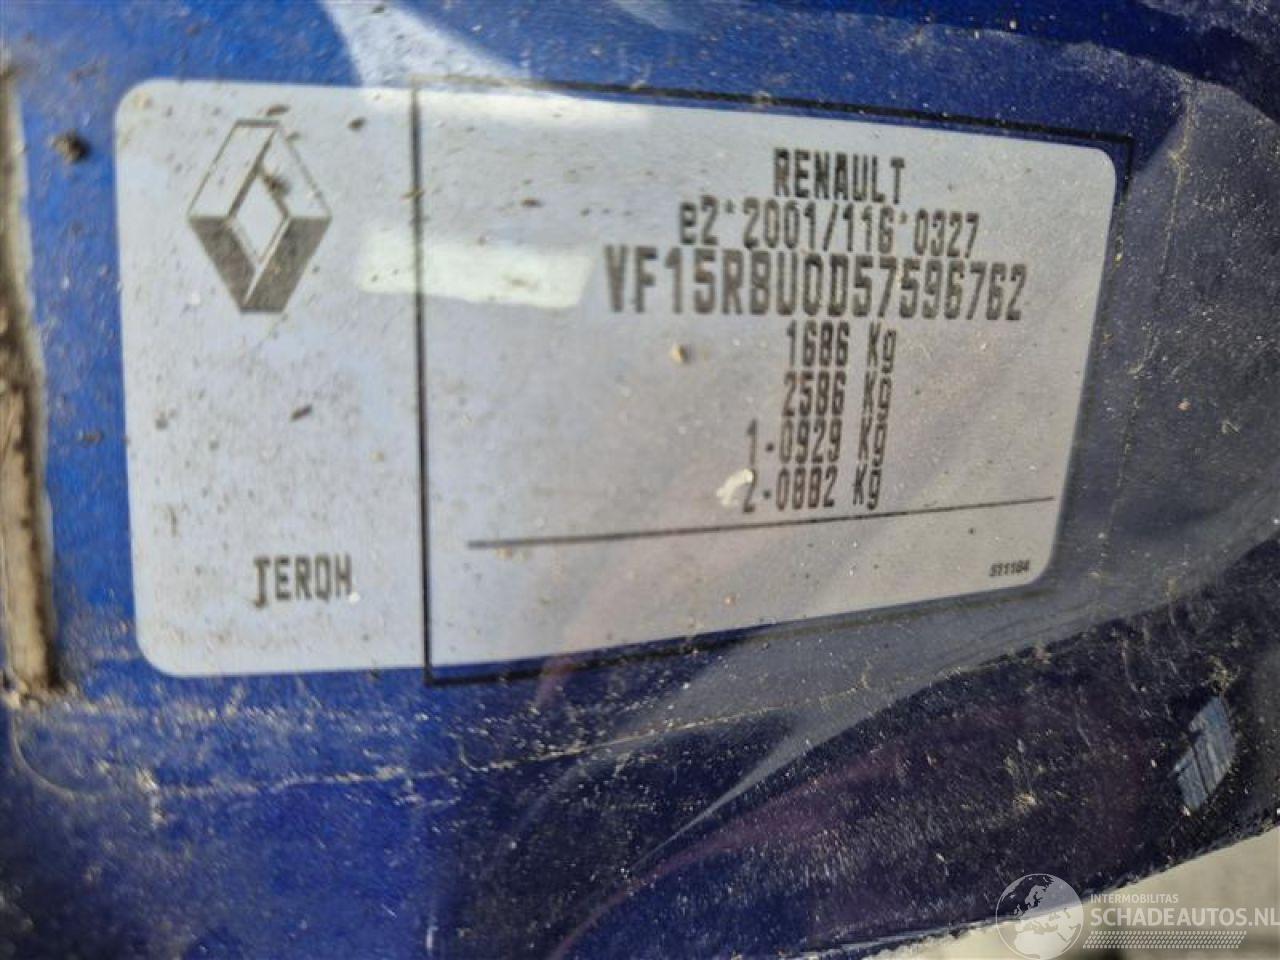 RENAULT
e2*2001/116*0327
VF15RBU0D57596762
1686 Kg
2586 Kg
1-0929 Kg
2-0882 Kg
TERQH
511184
INTERMOBILITAS
SCHADEAUTOS.NL